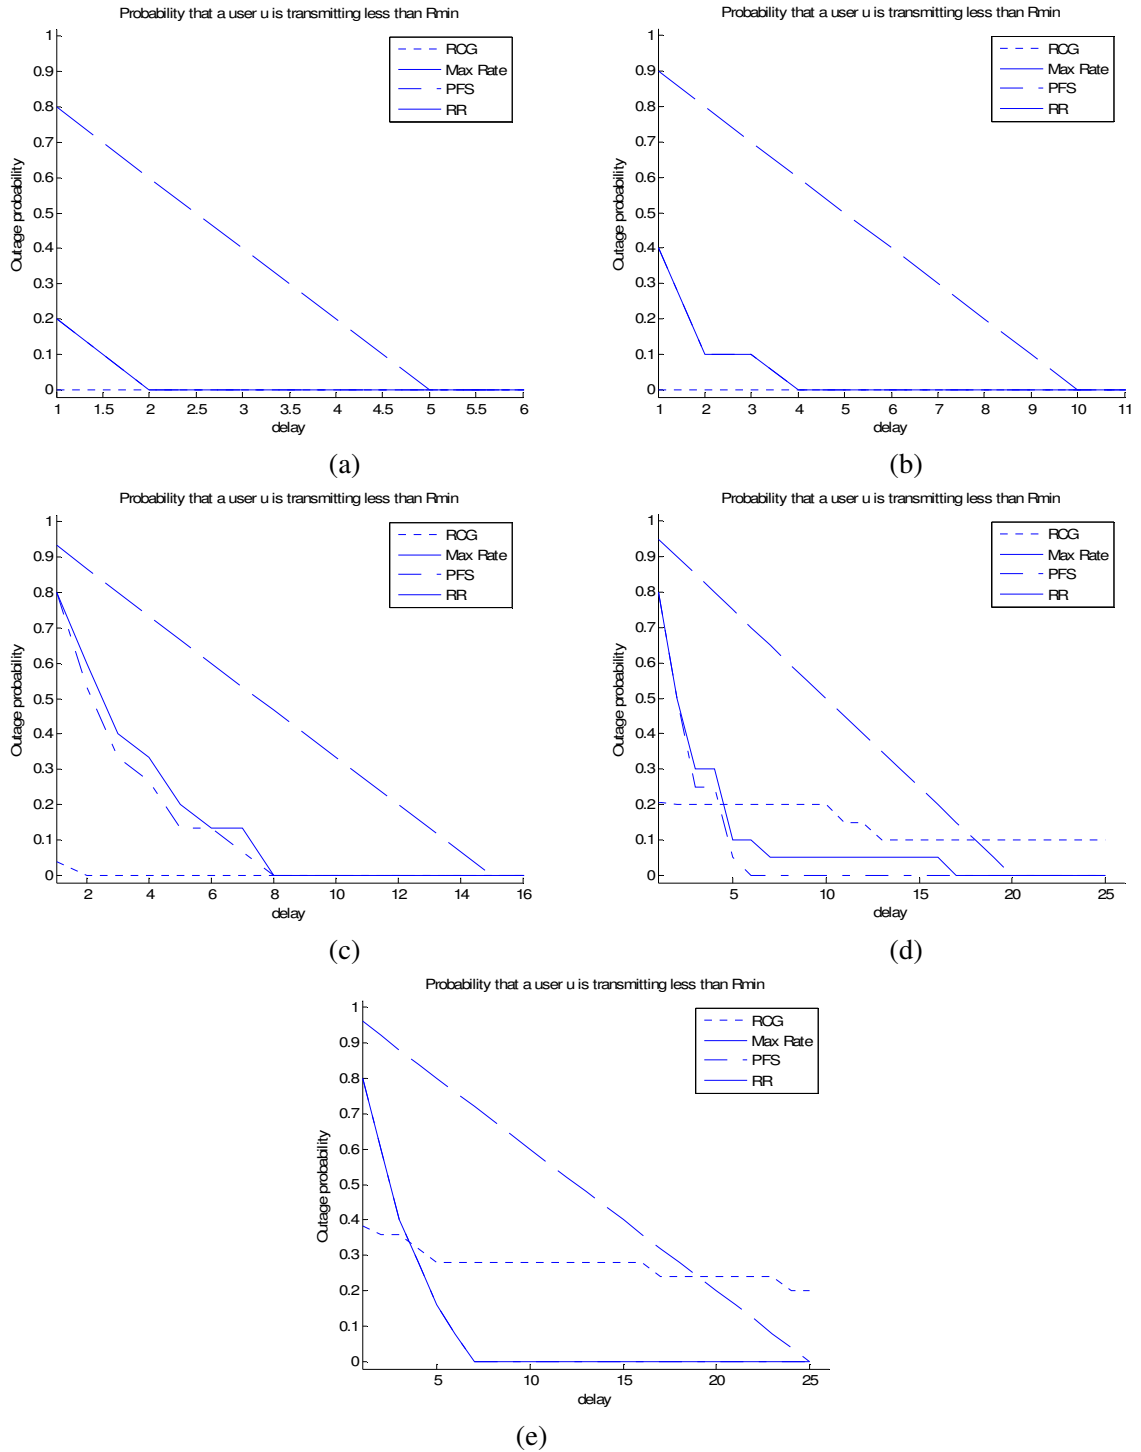 Probability that a user u is transmitting less than Rmin
Outage probability
1
0.9
0.8
0.7
0.6
0.5
0.4
0.3
0.2
0.1
0
RCG
Max Rate
PFS
RR
1 1.5 2 2.5 3 3.5 4 4.5 5 5.5 6
delay
(a)
Probability that a user u is transmitting less than Rmin
Outage probability
1
0.9
0.8
0.7
0.6
0.5
0.4
0.3
0.2
0.1
0
RCG
Max Rate
PFS
RR
1 2 3 4 5 6 7 8 9 10 11
delay
(b)
Probability that a user u is transmitting less than Rmin
Outage probability
1
0.9
0.8
0.7
0.6
0.5
0.4
0.3
0.2
0.1
0
RCG
Max Rate
PFS
RR
2 4 6 8 10 12 14 16
delay
(c)
Probability that a user u is transmitting less than Rmin
Outage probability
1
0.9
0.8
0.7
0.6
0.5
0.4
0.3
0.2
0.1
0
RCG
Max Rate
PFS
RR
5 10 15 20 25
delay
(d)
Probability that a user u is transmitting less than Rmin
Outage probability
1
0.9
0.8
0.7
0.6
0.5
0.4
0.3
0.2
0.1
0
RCG
Max Rate
PFS
RR
5 10 15 20 25
delay
(e)